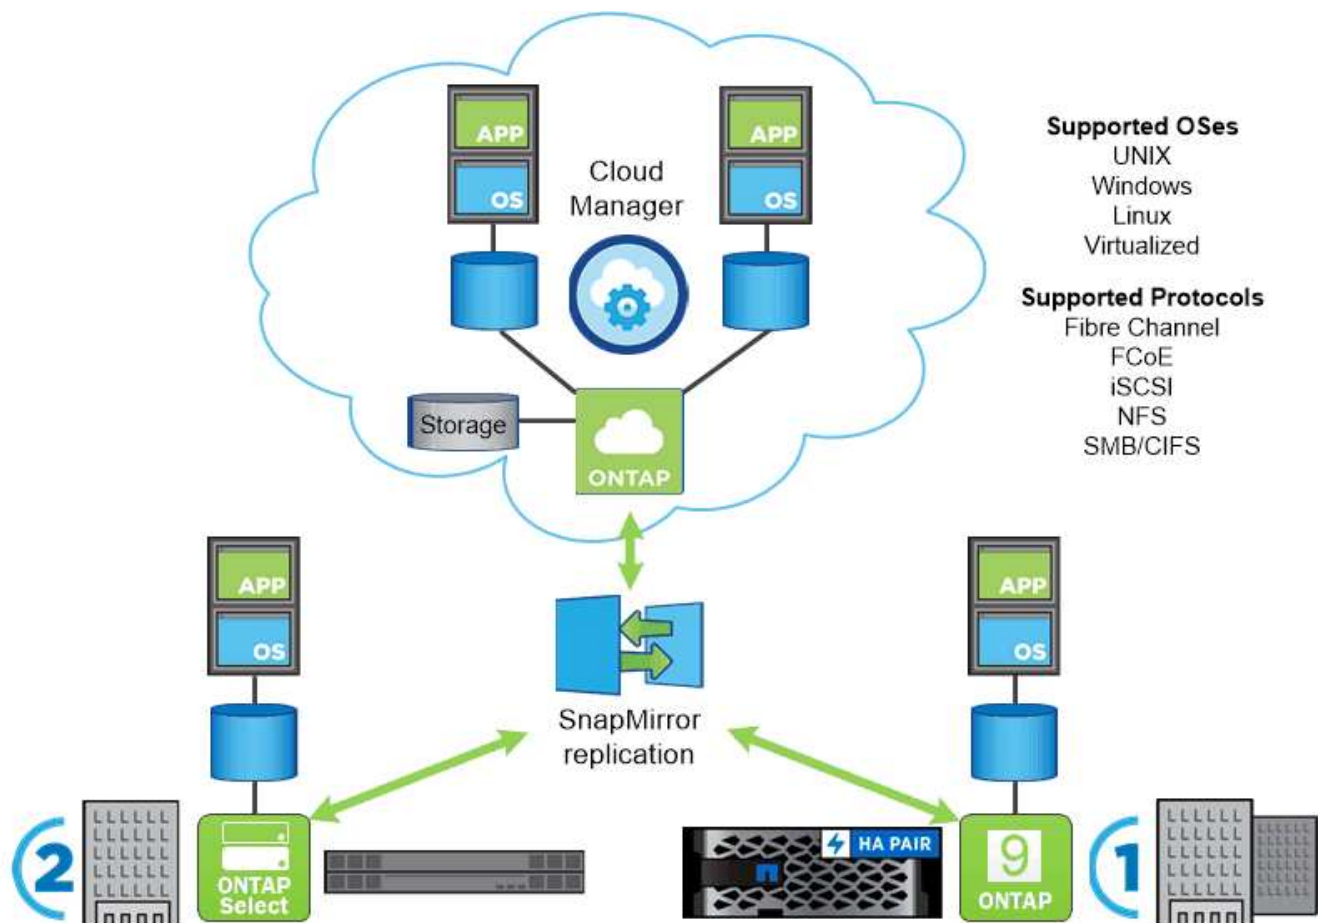 APP
OS
Cloud
Manager
APP
OS
Storage
ONTAP
Supported OSes
UNIX
Windows
Linux
Virtualized
Supported Protocols
Fibre Channel
FCoE
iSCSI
NFS
SMB/CIFS
APP
OS
SnapMirror
replication
APP
OS
2
ONTAP
Select
HA PAIR
9
ONTAP
1